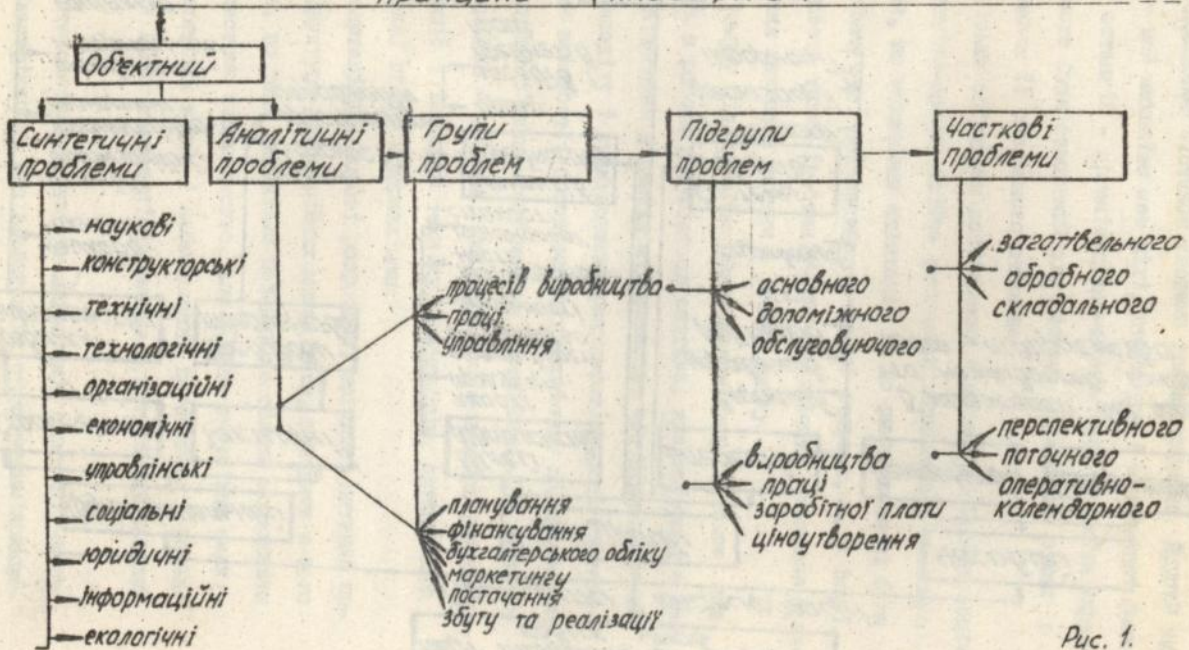 Об'єктний
Синтетичні
проблеми
Аналітичні
проблеми
Групи
проблем
Підгрупи
проблем
Часткові
проблеми
наукові
конструкторські
технічні
технологічні
організаційні
економічні
управлінські
соціальні
юридичні
інформаційні
екологічні
процесів виробництва
праці
управління
планування
фінансування
бухгалтерського обліку
маркетингу
постачання
збуту та реалізації
основного
допоміжного
обслуговуючого
виробництва
праці
заробітної плати
ціноутворення
заготівельного
обрабного
складального
перспективного
поточного
оперативно-
календарного
Рис. 1.